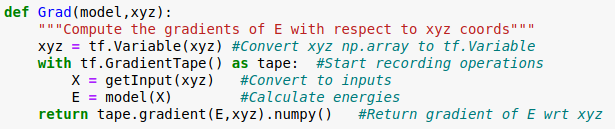 def Grad(model,xyz):
    """Compute the gradients of E with respect to xyz coords"""
    xyz = tf.Variable(xyz) #Convert xyz np.array to tf.Variable
    with tf.GradientTape() as tape:  #Start recording operations
        X = getInput(xyz)   #Convert to inputs
        E = model(X)        #Calculate energies
    return tape.gradient(E,xyz).numpy()   #Return gradient of E wrt xyz